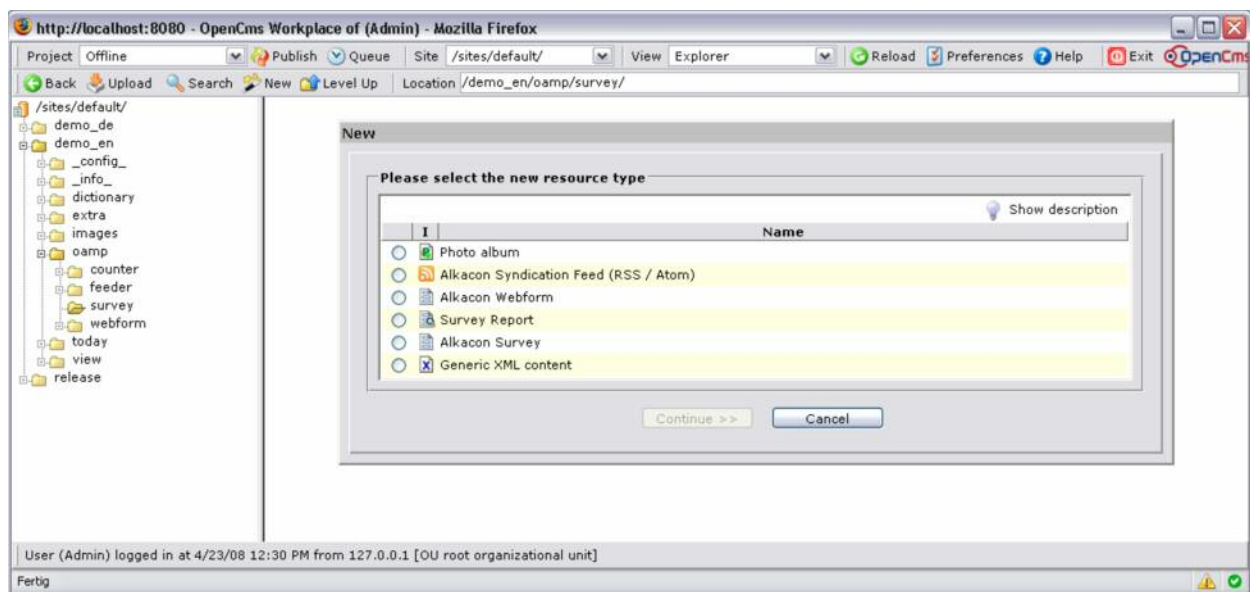 http://localhost:8080 - OpenCms Workplace of (Admin) - Mozilla Firefox
Project Offline Publish Queue Site /sites/default/ View Explorer Reload Preferences Help Exit OpenCms
Back Upload Search New Level Up Location /demo_en/oamp/survey/
/sites/default/
demo_de
demo_en
_config_
_info_
dictionary
extra
images
oamp
counter
feeder
survey
webform
today
view
release
New
Please select the new resource type
Show description
I Name
Photo album
Alkacon Syndication Feed (RSS / Atom)
Alkacon Webform
Survey Report
Alkacon Survey
Generic XML content
Continue >> Cancel
User (Admin) logged in at 4/23/08 12:30 PM from 127.0.0.1 [OU root organizational unit]
Fertig